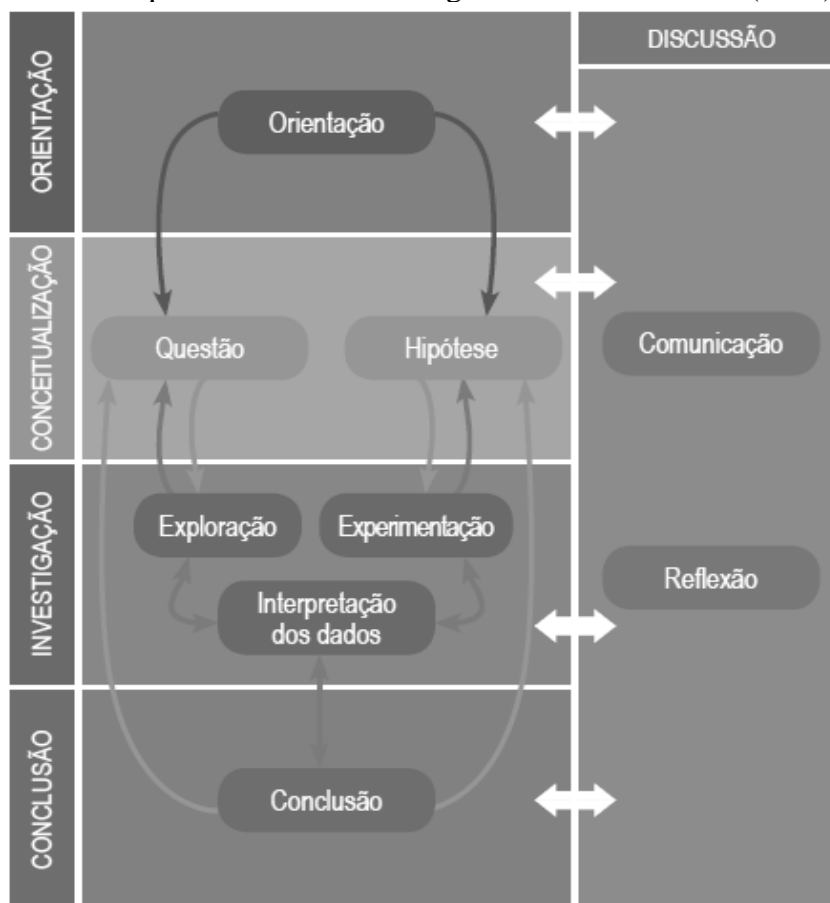 DISCUSSÃO
ORIENTAÇÃO
Orientação
CONCEITUALIZAÇÃO
Questão
Hipótese
Comunicação
INVESTIGAÇÃO
Exploração
Experimentação
Reflexão
Interpretação
dos dados
CONCLUSÃO
Conclusão